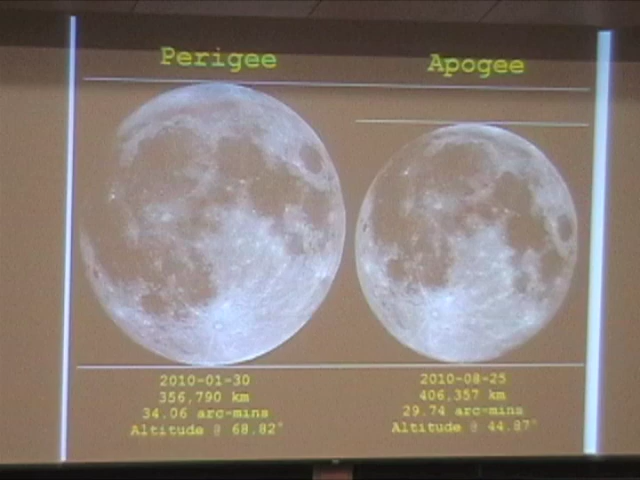 Perigee
Apogee
2010-01-30
356,790 km
34.06 arc-mins
Altitude @ 68.82°
2010-08-25
406,357 km
29.74 arc-mins
Altitude @ 44.87°